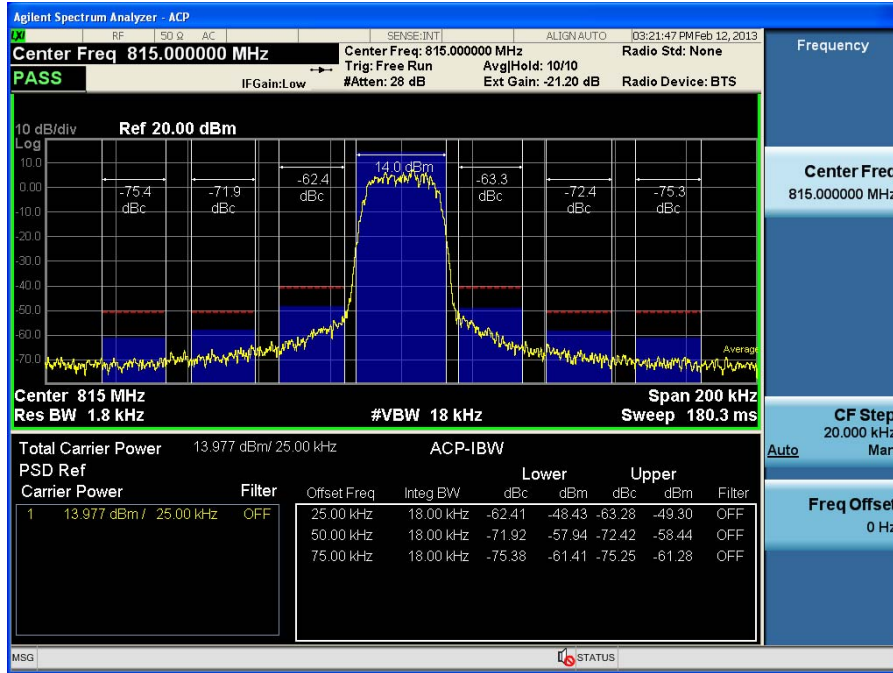 Agilent Spectrum Analyzer - ACP
LXI RF 50 Ω AC SENSE:INT ALIGN AUTO 03:21:47 PM Feb 12, 2013
Center Freq 815.000000 MHz
Center Freq: 815.000000 MHz
Radio Std: None
Trig: Free Run Avg|Hold: 10/10
PASS
IFGain:Low
#Atten: 28 dB Ext Gain: -21.20 dB
Radio Device: BTS
10 dB/div Ref 20.00 dBm
Log
10.0
0.00
-10.0
-20.0
-30.0
-40.0
-50.0
-60.0
-70.0
-75.4 dBc
-71.9 dBc
-62.4 dBc
14.0 dBm
-63.3 dBc
-72.4 dBc
-75.3 dBc
Average
Center 815 MHz Span 200 kHz
Res BW 1.8 kHz #VBW 18 kHz Sweep 180.3 ms
Total Carrier Power 13.977 dBm/ 25.00 kHz ACP-IBW
PSD Ref
Carrier Power Filter
1 13.977 dBm / 25.00 kHz OFF
Lower Upper
Offset Freq Integ BW dBc dBm dBc dBm Filter
25.00 kHz 18.00 kHz -62.41 -48.43 -63.28 -49.30 OFF
50.00 kHz 18.00 kHz -71.92 -57.94 -72.42 -58.44 OFF
75.00 kHz 18.00 kHz -75.38 -61.41 -75.25 -61.28 OFF
MSG STATUS
Frequency
Center Freq
815.000000 MHz
CF Step
20.000 kHz
Auto Man
Freq Offset
0 Hz